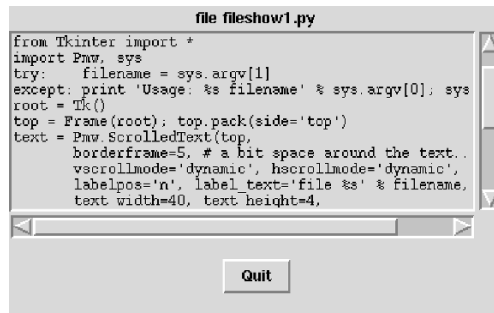 file fileshow1.py
from Tkinter import *
import Pmw, sys
try:    filename = sys.argv[1]
except: print 'Usage: %s filename' % sys.argv[0]; sys
root = Tk()
top = Frame(root); top.pack(side='top')
text = Pmw.ScrolledText(top,
       borderframe=5, # a bit space around the text..
       vscrollmode='dynamic', hscrollmode='dynamic',
       labelpos='n', label_text='file %s' % filename,
       text_width=40, text_height=4,
Quit